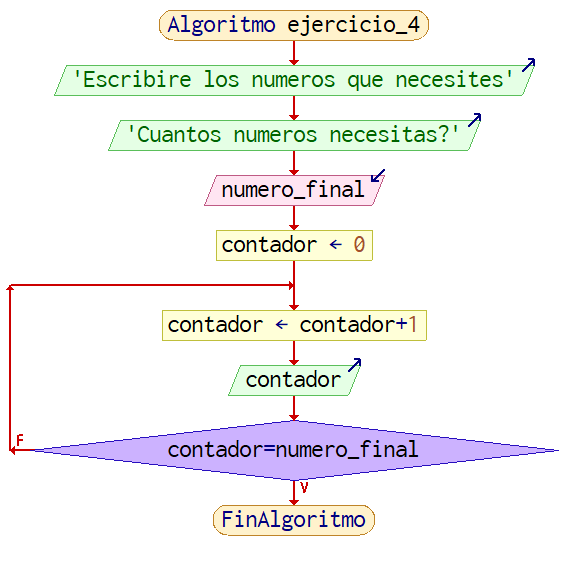 Algoritmo ejercicio_4
'Escribire los numeros que necesites'
'Cuantos numeros necesitas?'
numero_final
contador ← 0
contador ← contador+1
contador
F
contador=numero_final
V
FinAlgoritmo